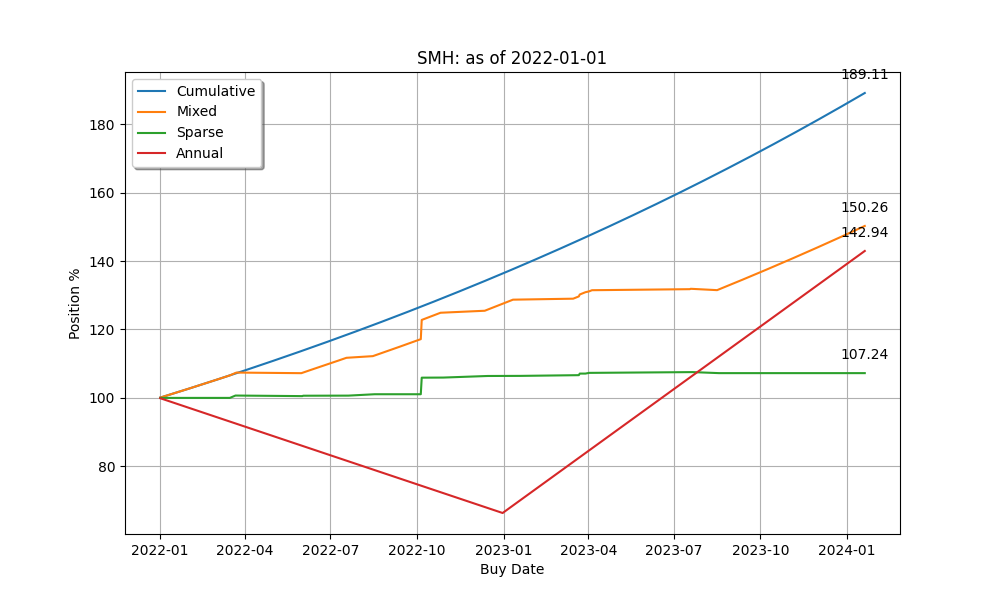 SMH: as of 2022-01-01
189.11
Cumulative
Mixed
Sparse
Annual
180
160
150.26
142.94
140
120
107.24
100
80
Position %
2022-01 2022-04 2022-07 2022-10 2023-01 2023-04 2023-07 2023-10 2024-01
Buy Date